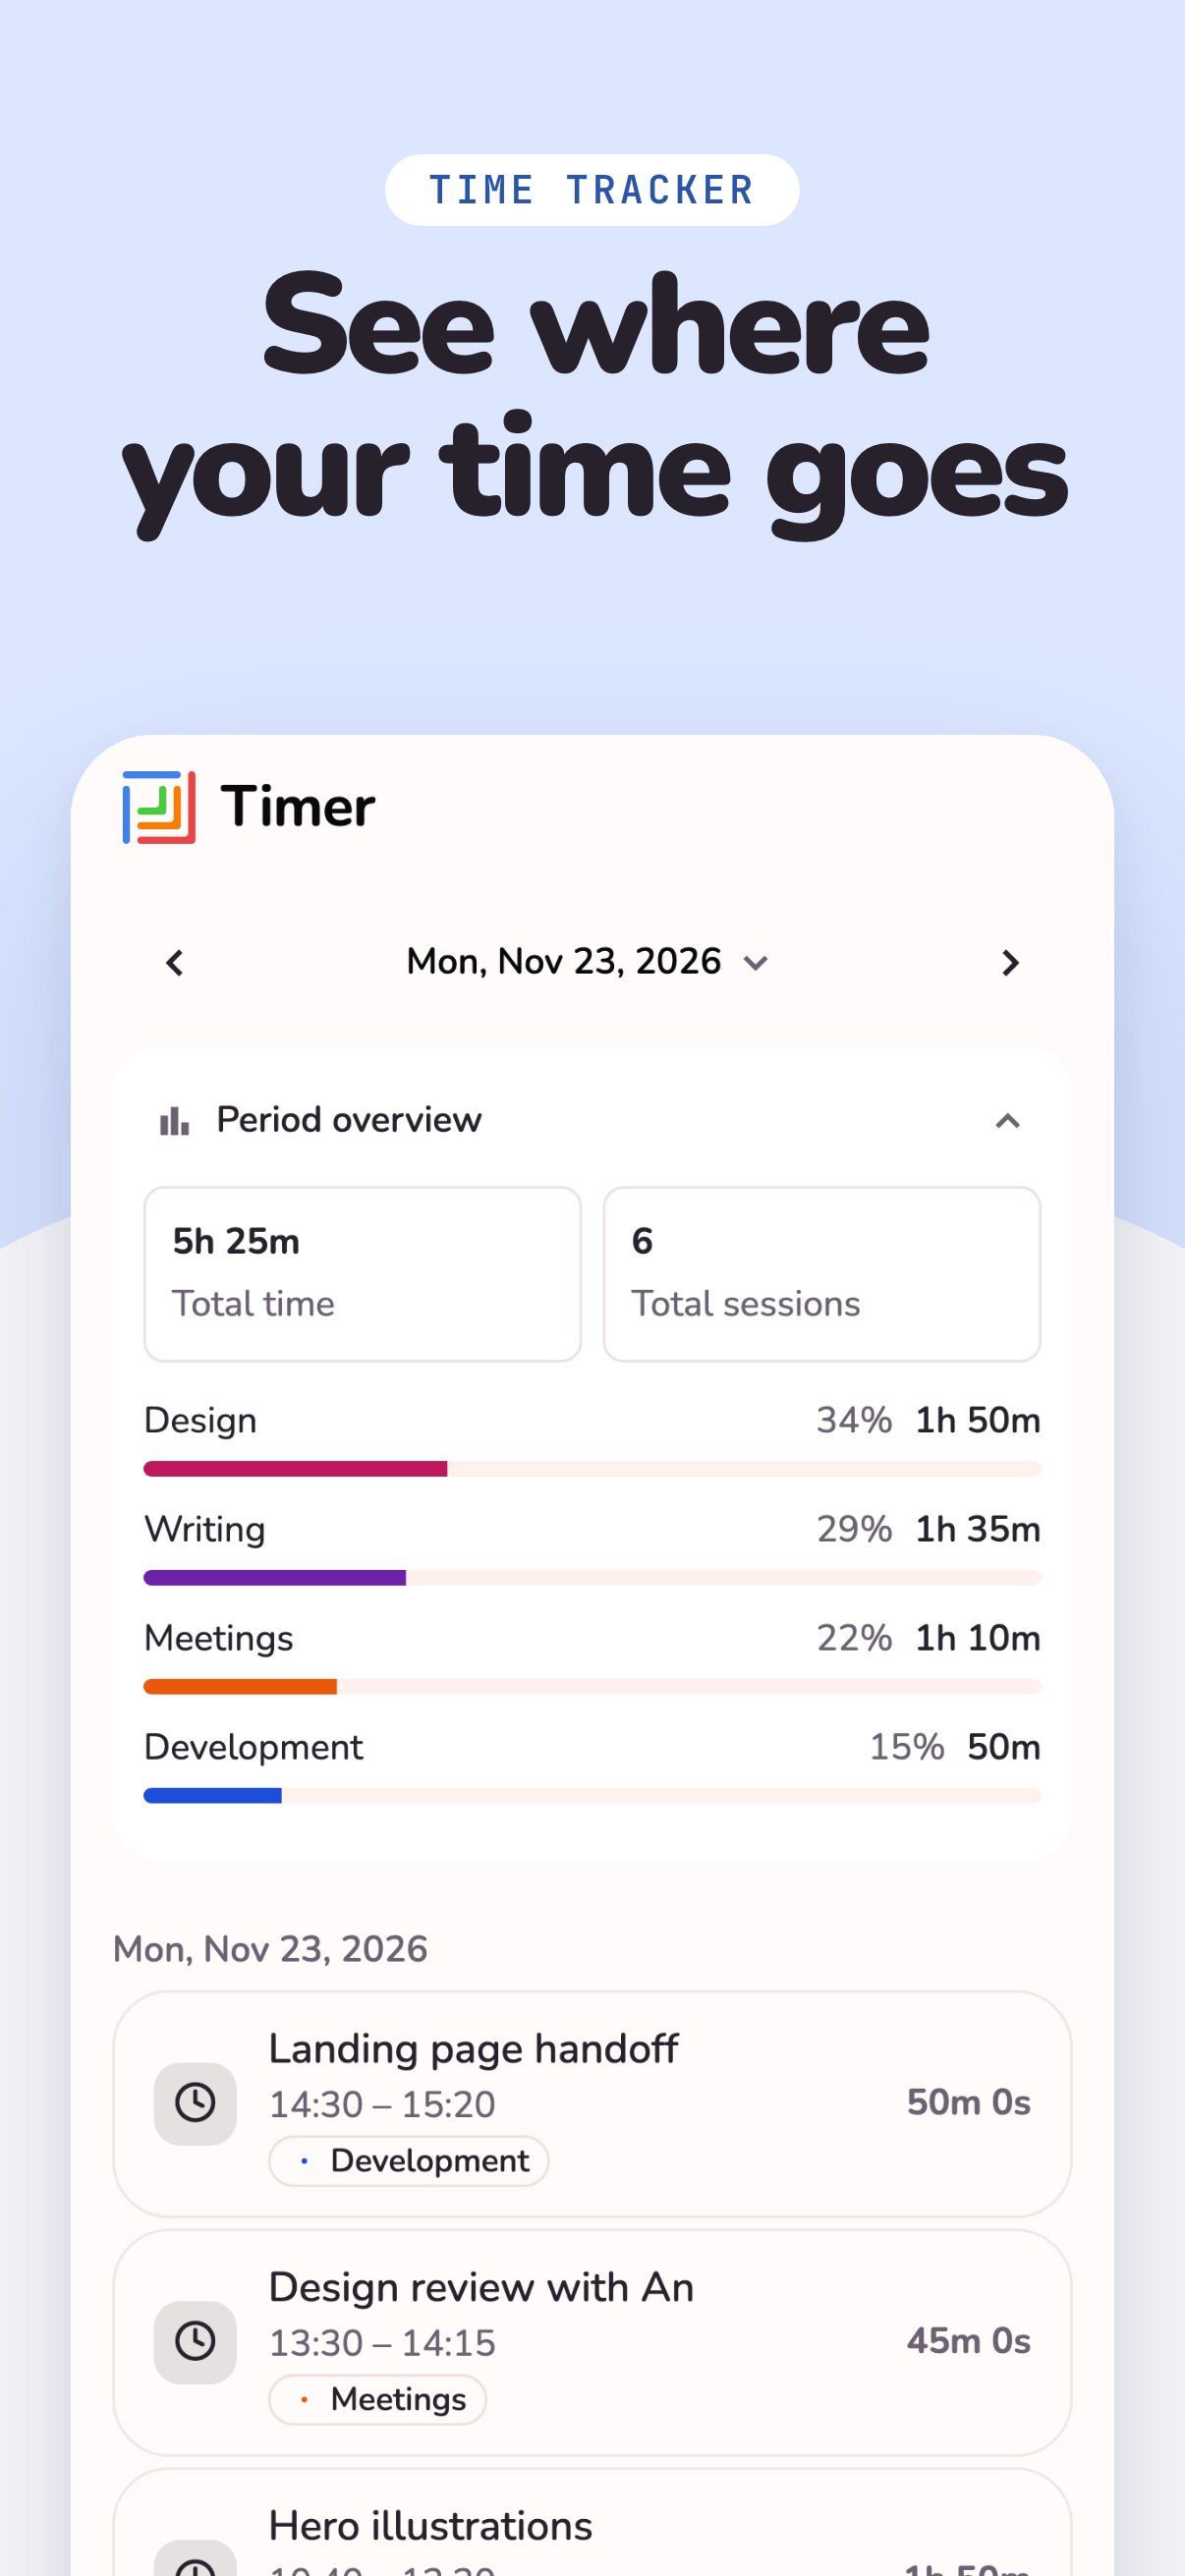 TIME TRACKER
See where
your time goes
Timer
Mon, Nov 23, 2026
Period overview
5h 25m
Total time
6
Total sessions
Design 34% 1h 50m
Writing 29% 1h 35m
Meetings 22% 1h 10m
Development 15% 50m
Mon, Nov 23, 2026
Landing page handoff
14:30 – 15:20
50m 0s
Development
Design review with An
13:30 – 14:15
45m 0s
Meetings
Hero illustrations